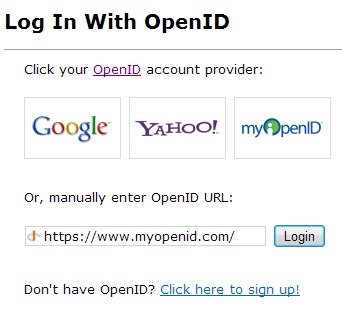 Log In With OpenID
Click your OpenID account provider:
Google YAHOO! myOpenID
Or, manually enter OpenID URL:
https://www.myopenid.com/ Login
Don't have OpenID? Click here to sign up!